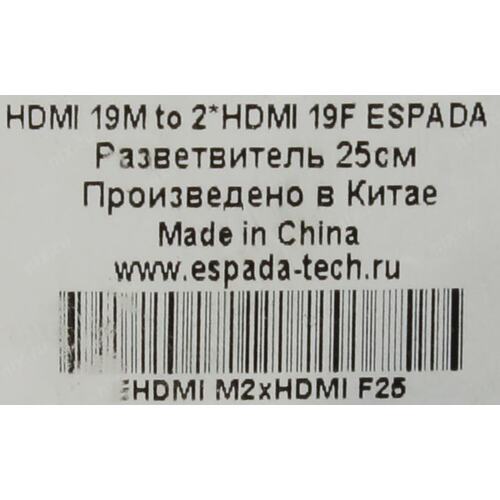 HDMI 19M to 2*HDMI 19F ESPADA
Разветвитель 25см
Произведено в Китае
Made in China
www.espada-tech.ru
HDMI M2xHDMI F25